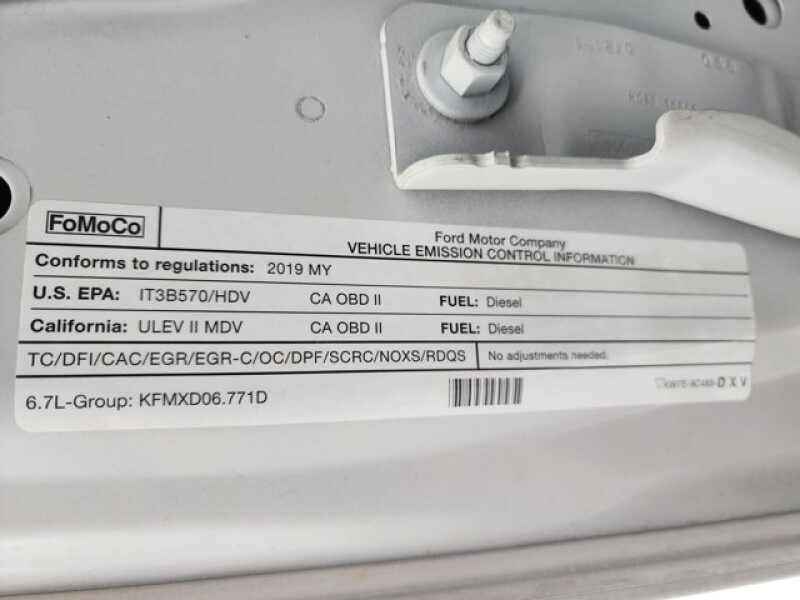 FoMoCo
Ford Motor Company
VEHICLE EMISSION CONTROL INFORMATION
Conforms to regulations: 2019 MY
U.S. EPA: IT3B570/HDV CA OBD II FUEL: Diesel
California: ULEV II MDV CA OBD II FUEL: Diesel
TC/DFI/CAC/EGR/EGR-C/OC/DPF/SCRC/NOXS/RDQS No adjustments needed.
6.7L-Group: KFMXD06.771D
D X V